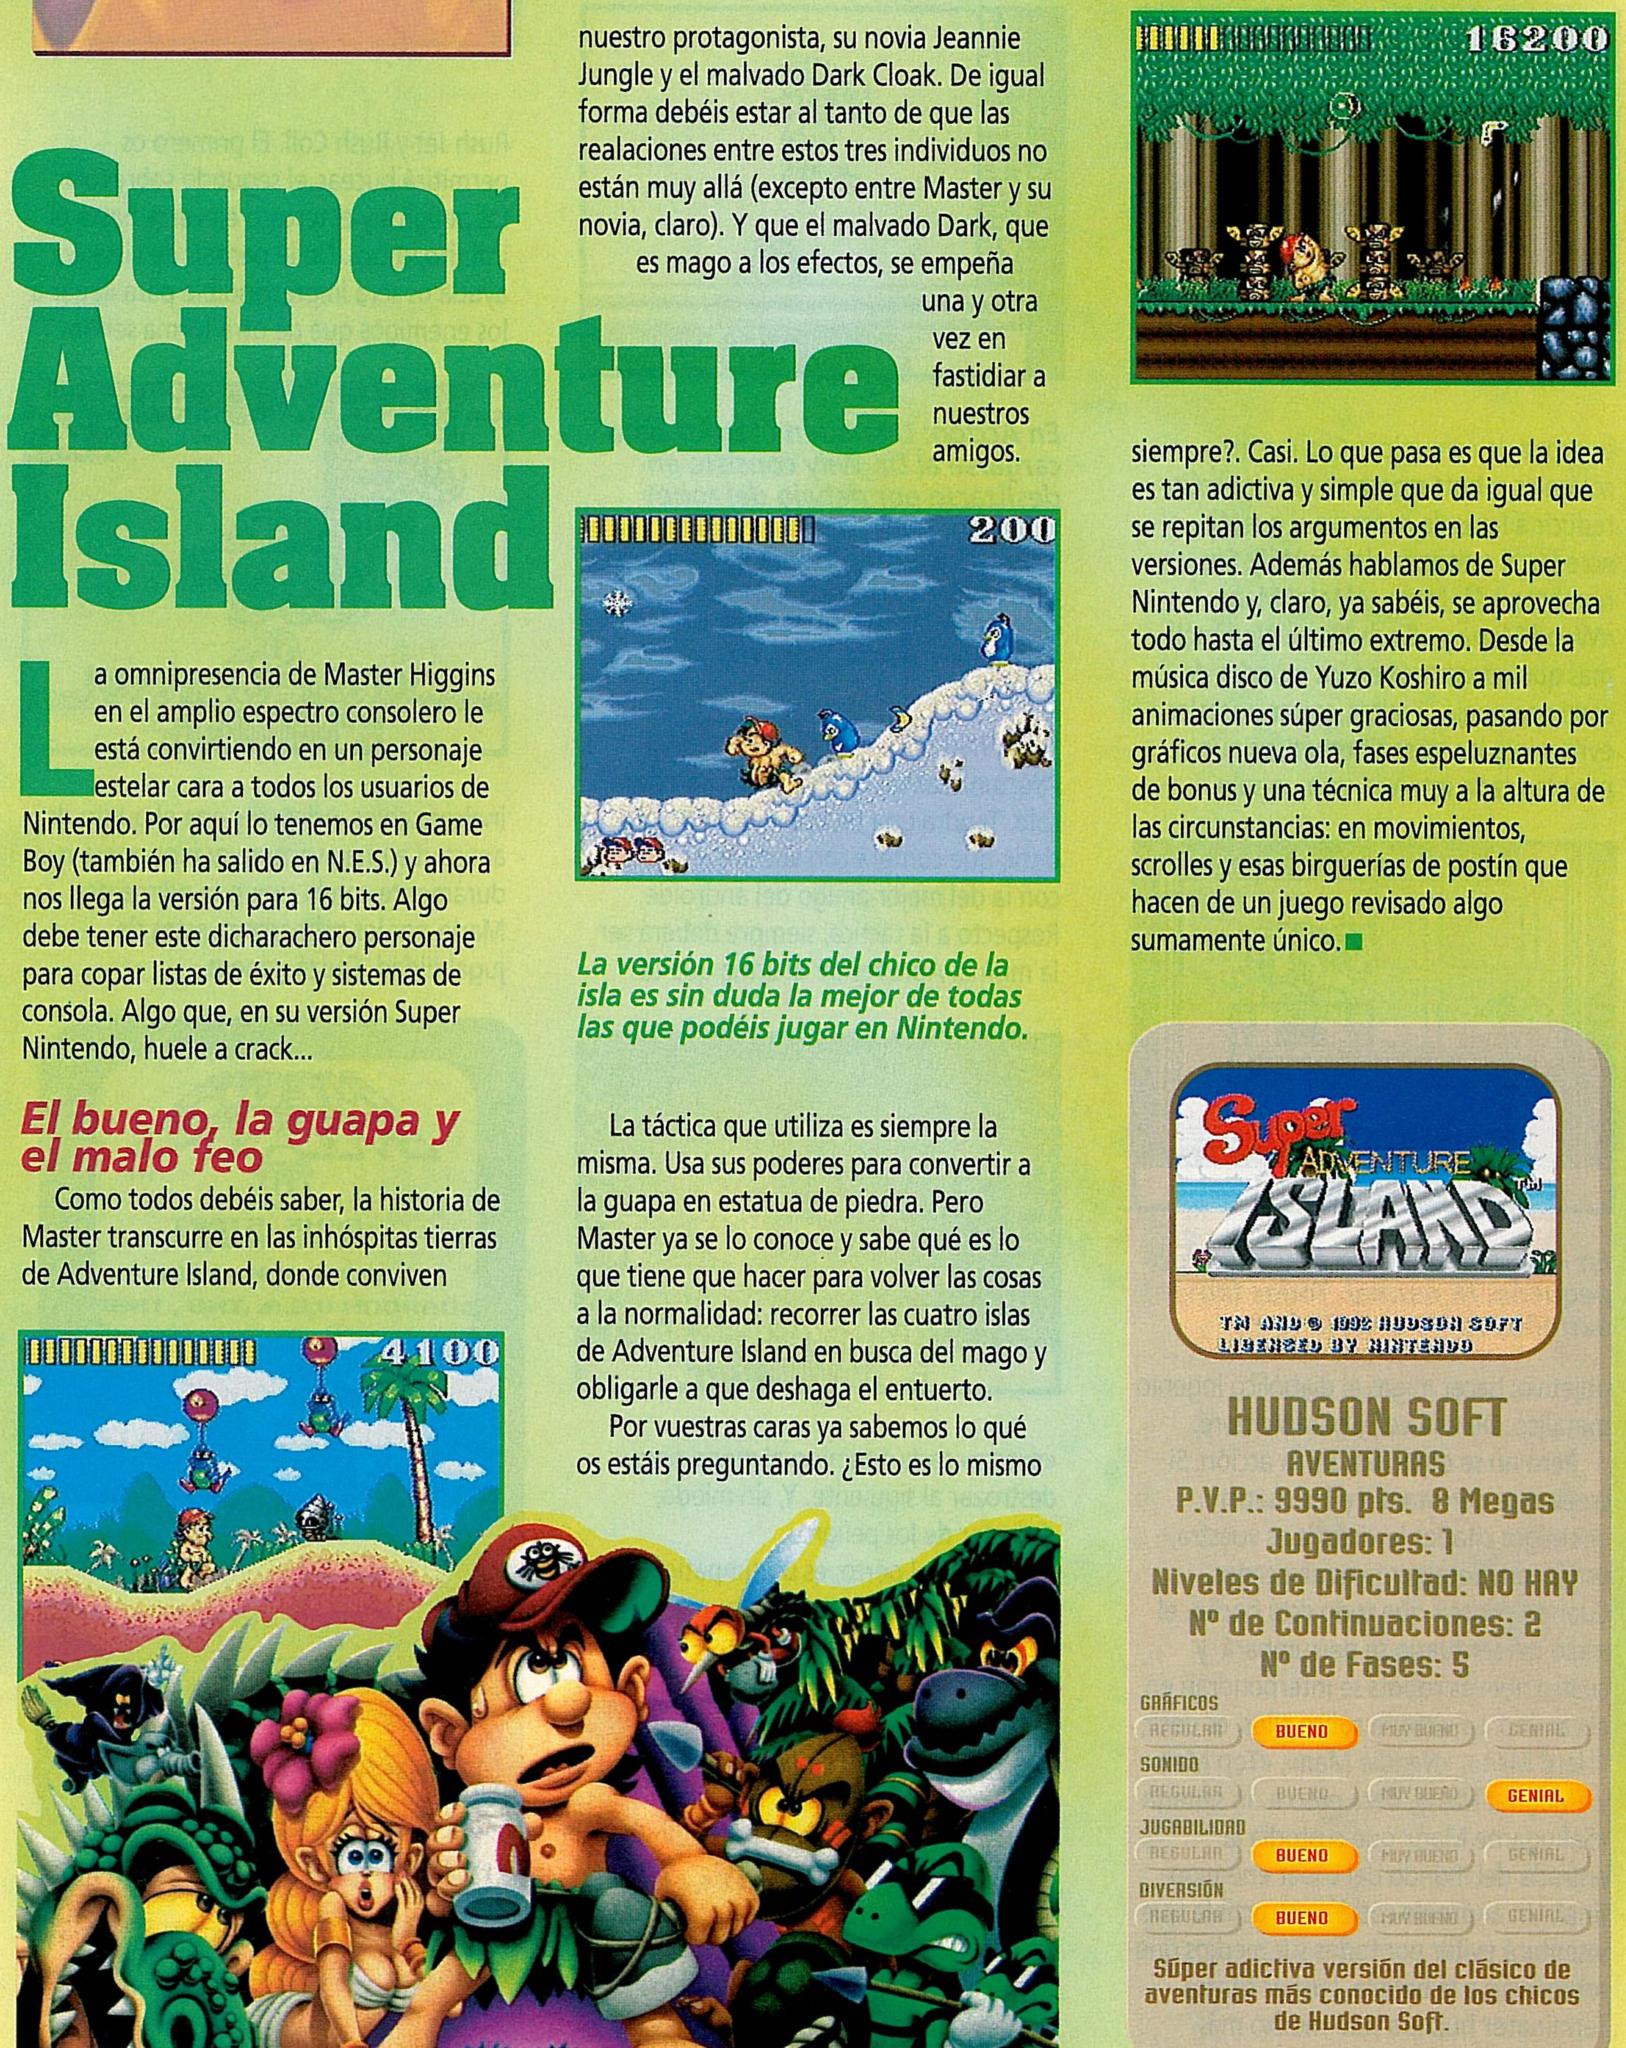 Super
Adventure
Island
La omnipresencia de Master Higgins
en el amplio espectro consolero le
está convirtiendo en un personaje
estelar cara a todos los usuarios de
Nintendo. Por aquí lo tenemos en Game
Boy (también ha salido en N.E.S.) y ahora
nos llega la versión para 16 bits. Algo
debe tener este dicharachero personaje
para copar listas de éxito y sistemas de
consola. Algo que, en su versión Super
Nintendo, huele a crack...
El bueno, la guapa y
el malo feo
Como todos debéis saber, la historia de
Master transcurre en las inhóspitas tierras
de Adventure Island, donde conviven
4100
nuestro protagonista, su novia Jeannie
Jungle y el malvado Dark Cloak. De igual
forma debéis estar al tanto de que las
realaciones entre estos tres individuos no
están muy allá (excepto entre Master y su
novia, claro). Y que el malvado Dark, que
es mago a los efectos, se empeña
una y otra
vez en
fastidiar a
nuestros
amigos.
200
La versión 16 bits del chico de la
isla es sin duda la mejor de todas
las que podéis jugar en Nintendo.
La táctica que utiliza es siempre la
misma. Usa sus poderes para convertir a
la guapa en estatua de piedra. Pero
Master ya se lo conoce y sabe qué es lo
que tiene que hacer para volver las cosas
a la normalidad: recorrer las cuatro islas
de Adventure Island en busca del mago y
obligarle a que deshaga el entuerto.
Por vuestras caras ya sabemos lo qué
os estáis preguntando. ¿Esto es lo mismo
16200
siempre?. Casi. Lo que pasa es que la idea
es tan adictiva y simple que da igual que
se repitan los argumentos en las
versiones. Además hablamos de Super
Nintendo y, claro, ya sabéis, se aprovecha
todo hasta el último extremo. Desde la
música disco de Yuzo Koshiro a mil
animaciones súper graciosas, pasando por
gráficos nueva ola, fases espeluznantes
de bonus y una técnica muy a la altura de
las circunstancias: en movimientos,
scrolles y esas birguerías de postín que
hacen de un juego revisado algo
sumamente único.
Super
ADVENTURE
ISLAND TM
TM AND © 1992 HUDSON SOFT
LICENSED BY NINTENDO
HUDSON SOFT
AVENTURAS
P.V.P.: 9990 pts. 8 Megas
Jugadores: 1
Niveles de Dificultad: NO HAY
Nº de Continuaciones: 2
Nº de Fases: 5
GRÁFICOS
REGULAR BUENO MUY BUENO GENIAL
SONIDO
REGULAR BUENO MUY BUENO GENIAL
JUGABILIDAD
REGULAR BUENO MUY BUENO GENIAL
DIVERSIÓN
REGULAR BUENO MUY BUENO GENIAL
Súper adictiva versión del clásico de
aventuras más conocido de los chicos
de Hudson Soft.